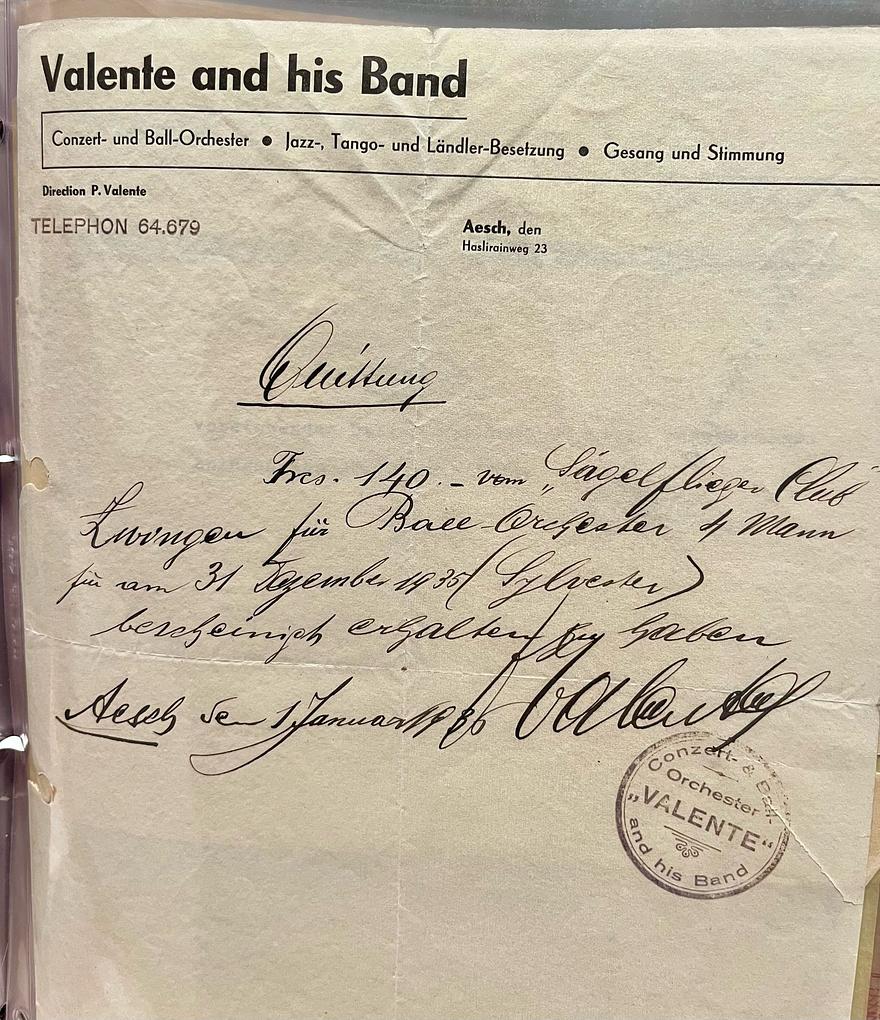 Valente and his Band
Conzert- und Ball-Orchester ● Jazz-, Tango- und Ländler-Besetzung ● Gesang und Stimmung
Direction P. Valente
TELEPHON 64.679
Aesch, den
Haslirainweg 23
Quittung
Frcs. 140.- vom "Sägelflieger Club"
Zwingen für Ball-Orchester 4 Mann
für am 31 Dezember 1935 (Sylvester)
bescheinigt erhalten zu haben
Aesch den 1 Januar 1936 Valente
Conzert- & Ball-
Orchester
„VALENTE“
and his Band